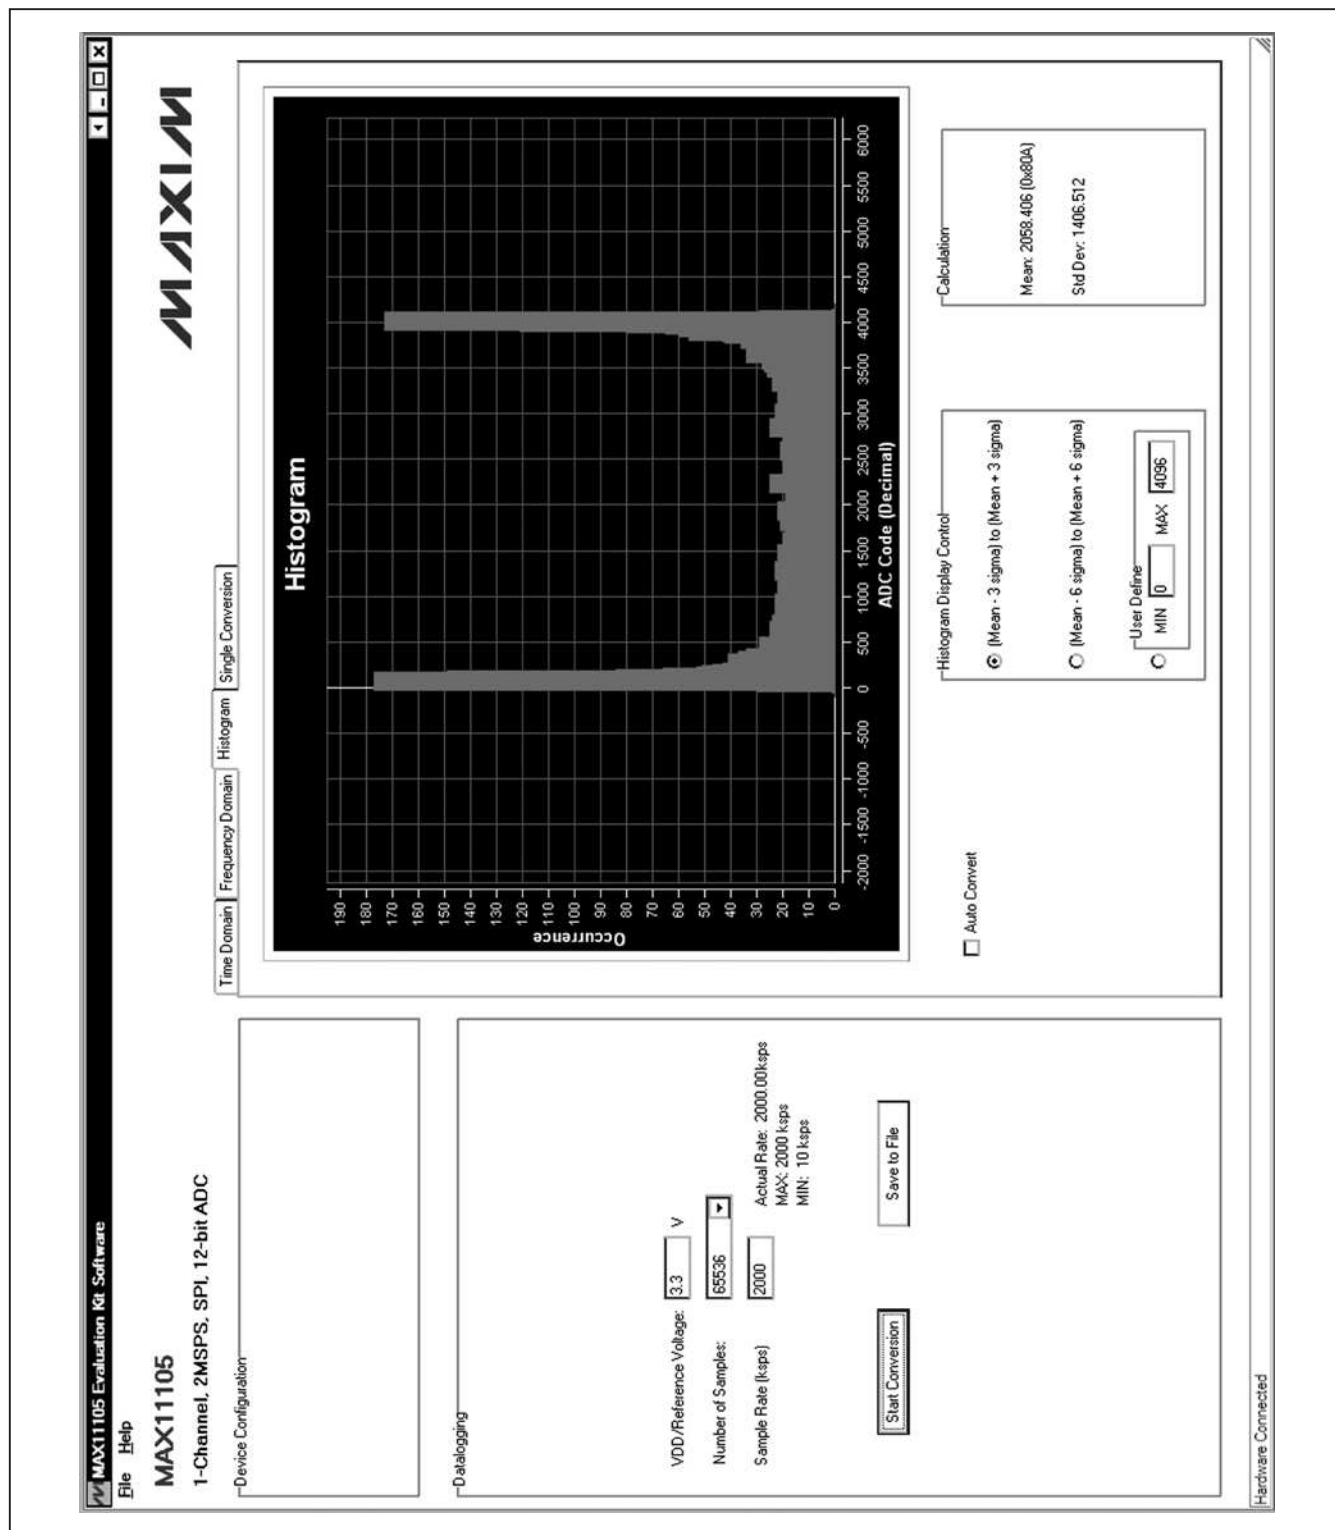 MAX11105 Evaluation Kit Software
File Help
MAX11105
1-Channel, 2MSPS, SPI, 12-bit ADC
MAXIM
Device Configuration
Datalogging
VDD/Reference Voltage: 3.3 V
Number of Samples: 65536
Sample Rate (ksps) 2000
Actual Rate: 2000.00ksps
MAX: 2000 ksps
MIN: 10 ksps
Start Conversion
Save to File
Time Domain Frequency Domain Histogram Single Conversion
Histogram
Occurrence
190
180
170
160
150
140
130
120
110
100
90
80
70
60
50
40
30
20
10
0
-2000 -1500 -1000 -500 0 500 1000 1500 2000 2500 3000 3500 4000 4500 5000 5500 6000
ADC Code (Decimal)
Auto Convert
Histogram Display Control
(Mean - 3 sigma) to (Mean + 3 sigma)
(Mean - 6 sigma) to (Mean + 6 sigma)
User Define
MIN 0 MAX 4096
Calculation
Mean: 2058.406 (0x80A)
Std Dev: 1406.512
Hardware Connected